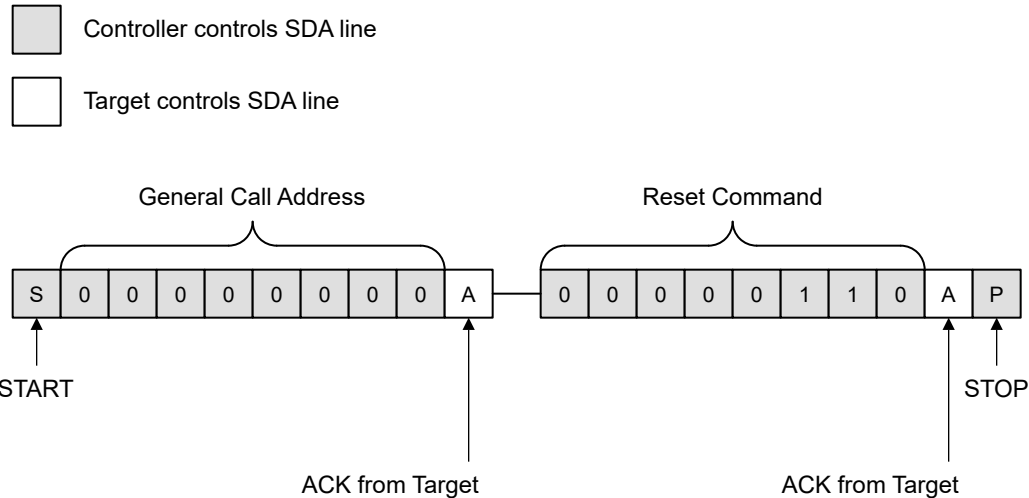 Controller controls SDA line
Target controls SDA line
General Call Address
Reset Command
S 0 0 0 0 0 0 0 0 A 0 0 0 0 0 1 1 0 A P
START
STOP
ACK from Target
ACK from Target